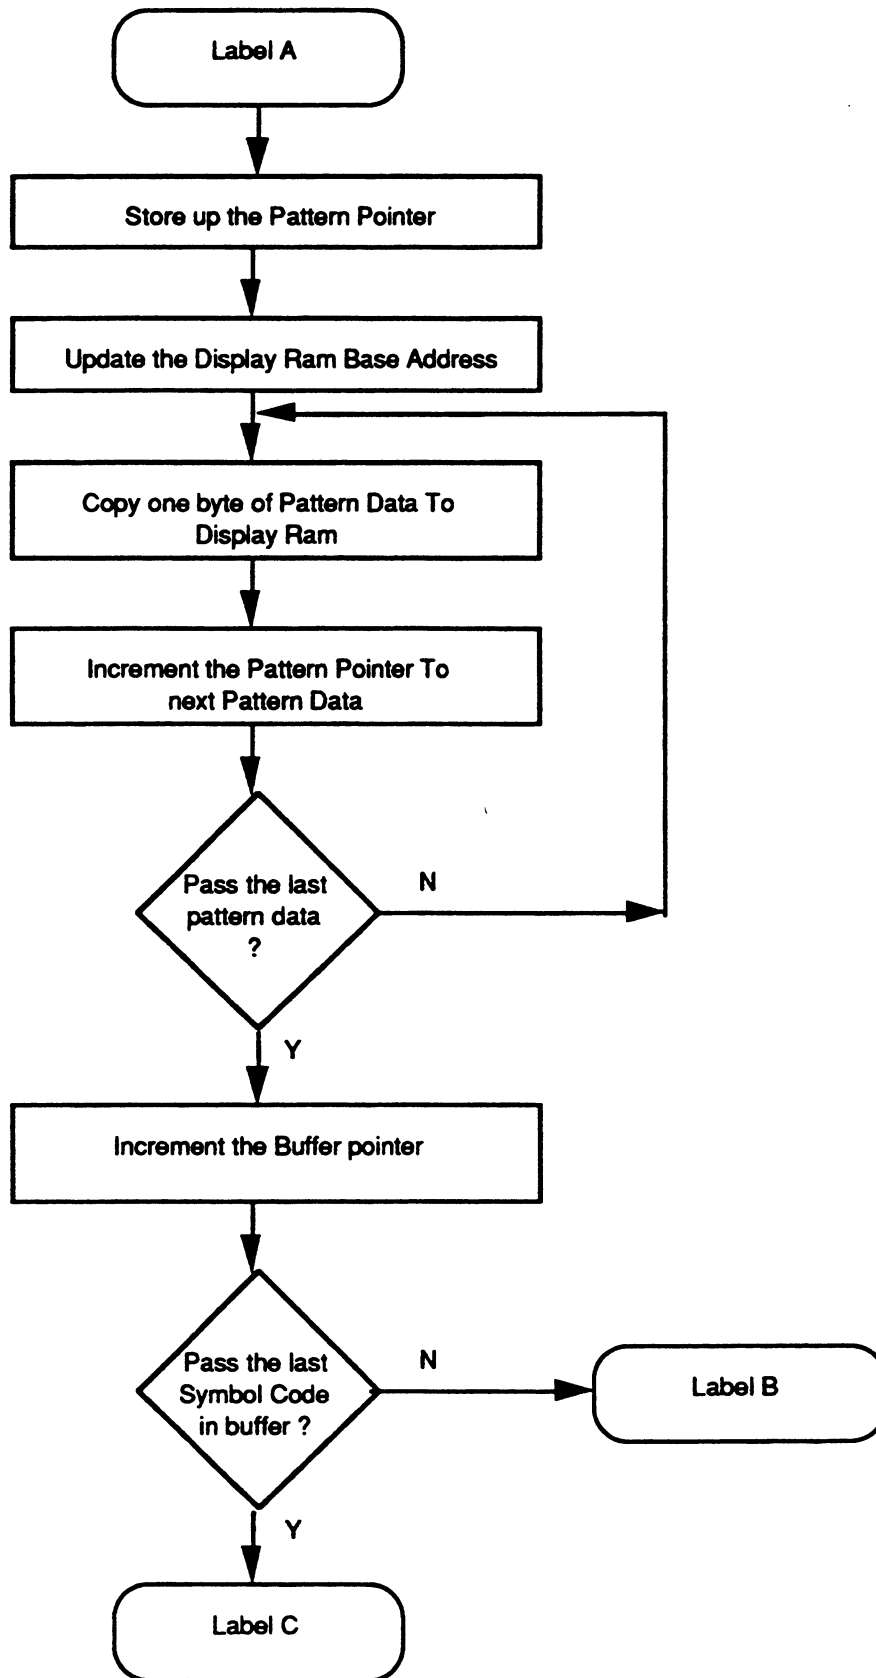 Label A
Store up the Pattern Pointer
Update the Display Ram Base Address
Copy one byte of Pattern Data To
Display Ram
Increment the Pattern Pointer To
next Pattern Data
Pass the last
pattern data
?
N
Y
Increment the Buffer pointer
Pass the last
Symbol Code
in buffer ?
N
Label B
Y
Label C